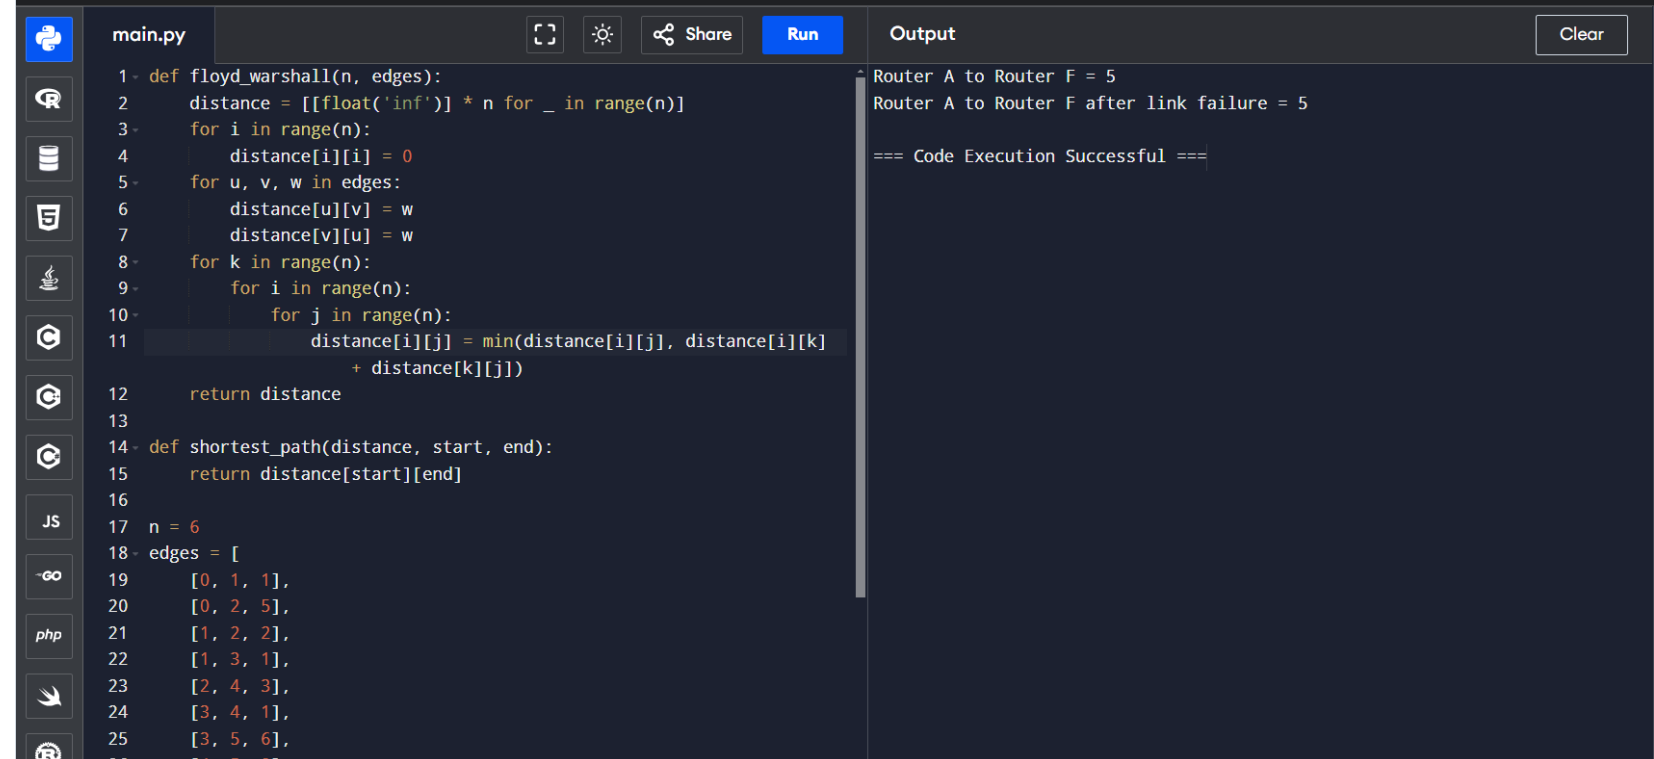 main.py
Share
Run
Output
Clear
1 def floyd_warshall(n, edges):
2 distance = [[float('inf')] * n for _ in range(n)]
3 for i in range(n):
4 distance[i][i] = 0
5 for u, v, w in edges:
6 distance[u][v] = w
7 distance[v][u] = w
8 for k in range(n):
9 for i in range(n):
10 for j in range(n):
11 distance[i][j] = min(distance[i][j], distance[i][k]
+ distance[k][j])
12 return distance
13
14 def shortest_path(distance, start, end):
15 return distance[start][end]
16
17 n = 6
18 edges = [
19 [0, 1, 1],
20 [0, 2, 5],
21 [1, 2, 2],
22 [1, 3, 1],
23 [2, 4, 3],
24 [3, 4, 1],
25 [3, 5, 6],
Router A to Router F = 5
Router A to Router F after link failure = 5
=== Code Execution Successful ===
R
5
C
C
C
JS
GO
php
R